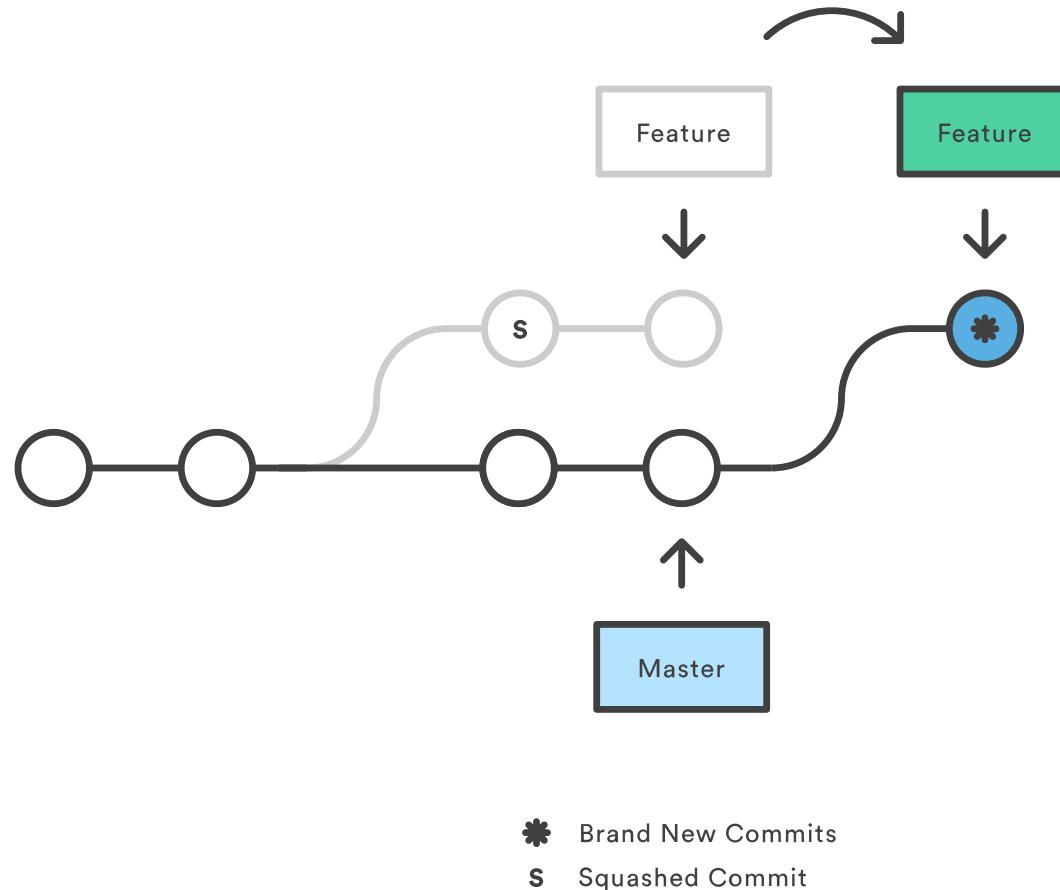 Feature
Feature
S
Master
✱ Brand New Commits
S Squashed Commit